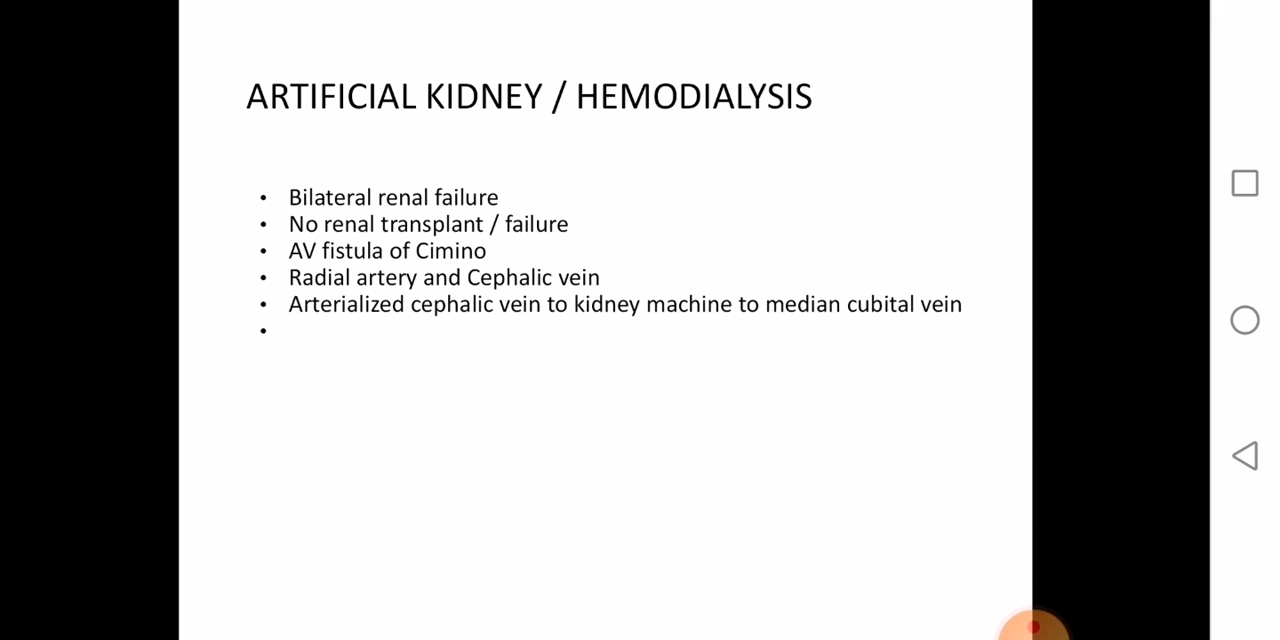 ARTIFICIAL KIDNEY / HEMODIALYSIS
• Bilateral renal failure
• No renal transplant / failure
• AV fistula of Cimino
• Radial artery and Cephalic vein
• Arterialized cephalic vein to kidney machine to median cubital vein
•